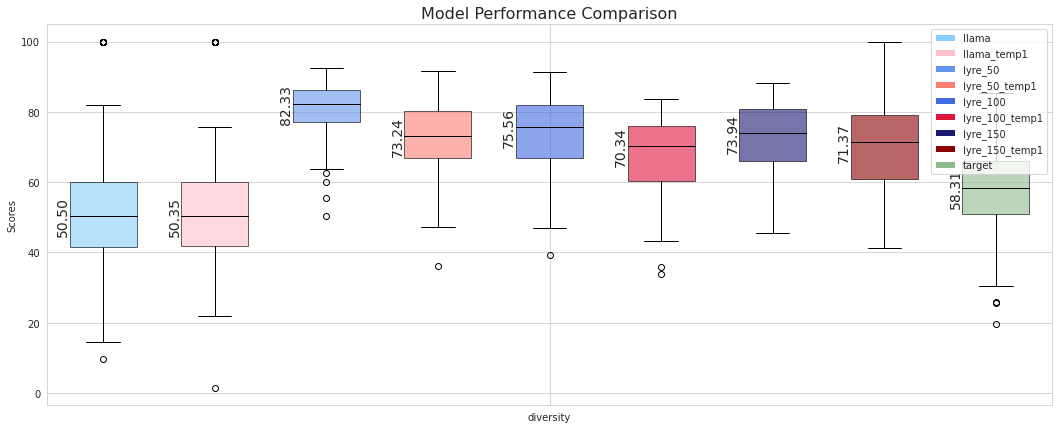 Model Performance Comparison
Scores
100
80
60
40
20
0
50.50
50.35
82.33
73.24
75.56
70.34
73.94
71.37
58.31
llama
llama_temp1
lyre_50
lyre_50_temp1
lyre_100
lyre_100_temp1
lyre_150
lyre_150_temp1
target
diversity